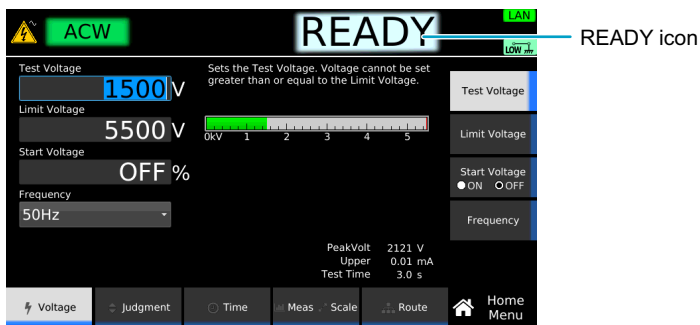 ACW
READY
LAN
LOW
READY icon
Test Voltage
1500 V
Limit Voltage
5500 V
Start Voltage
OFF %
Frequency
50Hz
Sets the Test Voltage. Voltage cannot be set
greater than or equal to the Limit Voltage.
0kV 1 2 3 4 5
PeakVolt 2121 V
Upper 0.01 mA
Test Time 3.0 s
Test Voltage
Limit Voltage
Start Voltage
ON OFF
Frequency
Voltage
Judgment
Time
Meas Scale
Route
Home
Menu